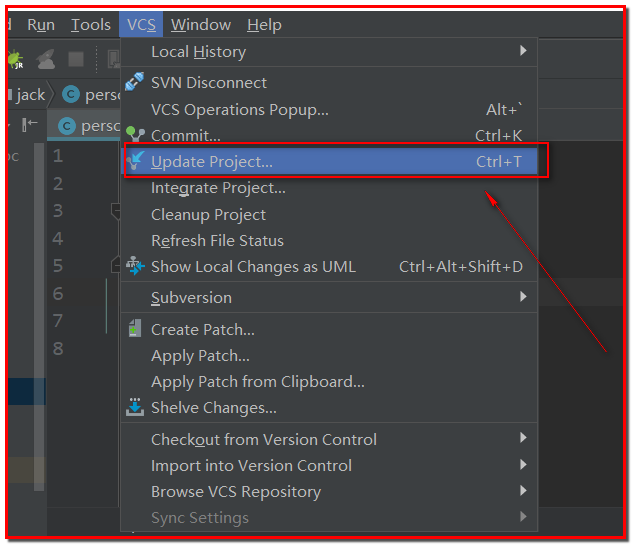 Run Tools VCS Window Help
Local History
JR
SVN Disconnect
jack perso
VCS Operations Popup... Alt+`
perso
Commit... Ctrl+K
1
Update Project... Ctrl+T
2
Integrate Project...
3
Cleanup Project
4
Refresh File Status
5
Show Local Changes as UML Ctrl+Alt+Shift+D
6
Subversion
7
Create Patch...
8
Apply Patch...
Apply Patch from Clipboard...
Shelve Changes...
Checkout from Version Control
Import into Version Control
Browse VCS Repository
Sync Settings